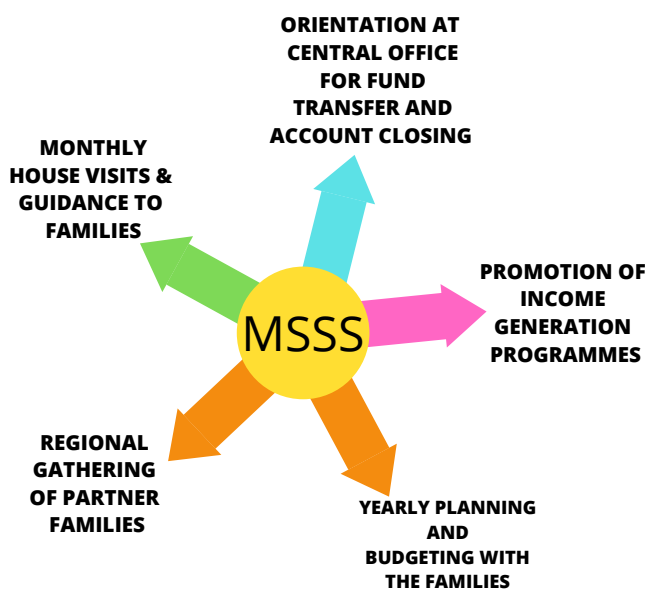 ORIENTATION AT
CENTRAL OFFICE
FOR FUND
TRANSFER AND
ACCOUNT CLOSING
MONTHLY
HOUSE VISITS &
GUIDANCE TO
FAMILIES
PROMOTION OF
INCOME
GENERATION
PROGRAMMES
MSSS
REGIONAL
GATHERING
OF PARTNER
FAMILIES
YEARLY PLANNING
AND
BUDGETING WITH
THE FAMILIES